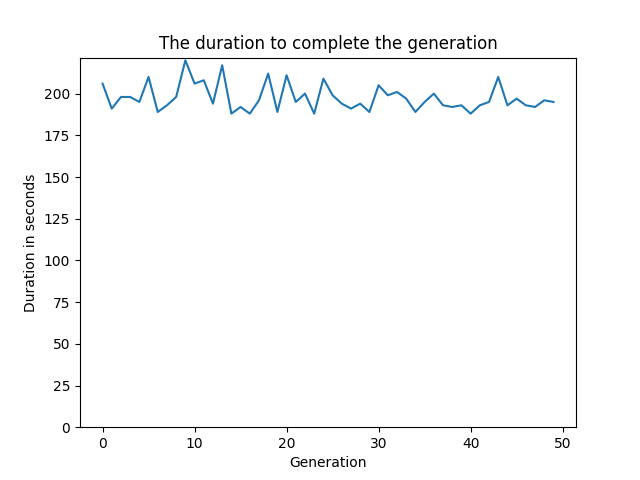 The duration to complete the generation
200
175
150
125
100
75
50
25
0
Duration in seconds
0 10 20 30 40 50
Generation